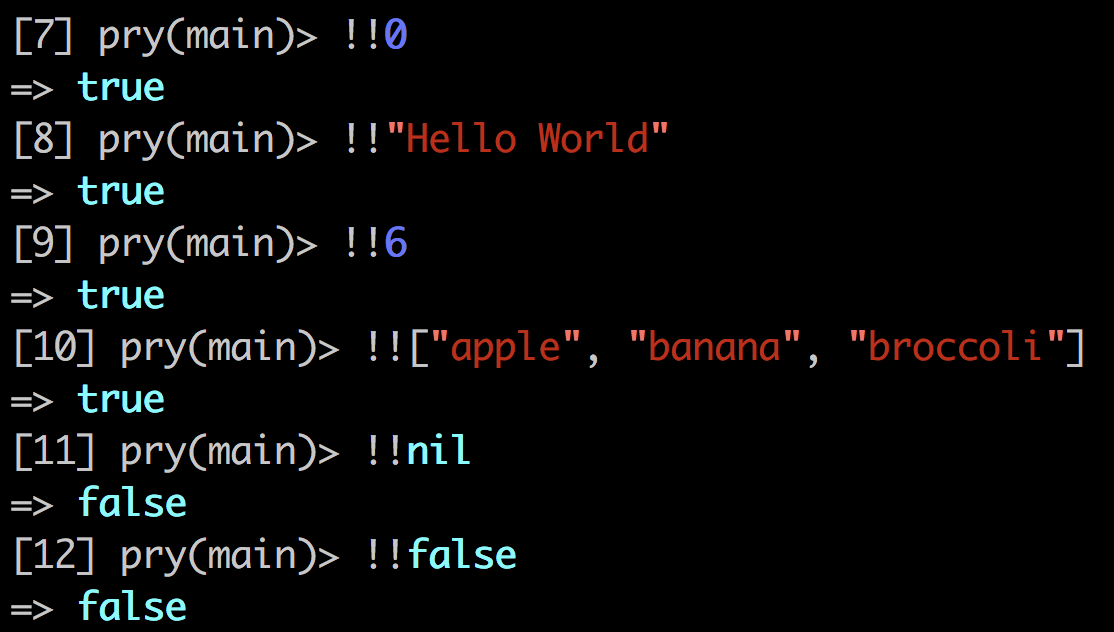 [7] pry(main)> !!0
=> true
[8] pry(main)> !!"Hello World"
=> true
[9] pry(main)> !!6
=> true
[10] pry(main)> !!["apple", "banana", "broccoli"]
=> true
[11] pry(main)> !!nil
=> false
[12] pry(main)> !!false
=> false